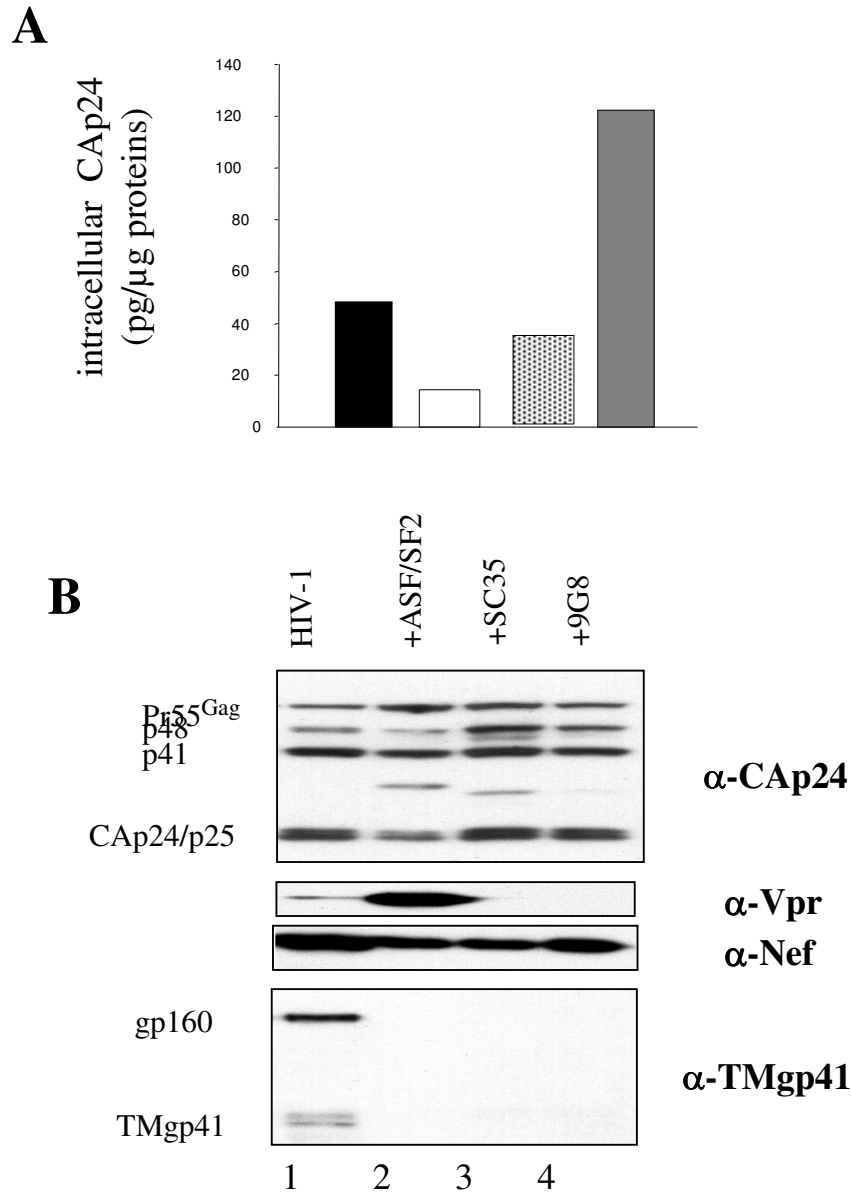 A
intracellular CAp24
(pg/µg proteins)
140
120
100
80
60
40
20
0
B
HIV-1
+ASF/SF2
+SC35
+9G8
Pr55Gag
p48
p41
CAp24/p25
α-CAp24
α-Vpr
α-Nef
gp160
TMgp41
α-TMgp41
1 2 3 4